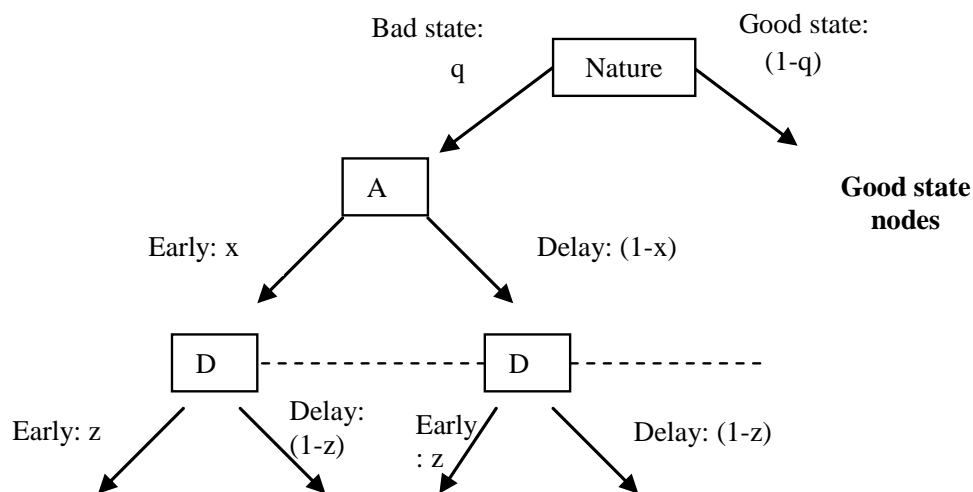 Bad state:
q
Nature
Good state:
(1-q)
A
Good state
nodes
Early: x
Delay: (1-x)
D
D
Early: z
Delay:
(1-z)
Early
: z
Delay: (1-z)